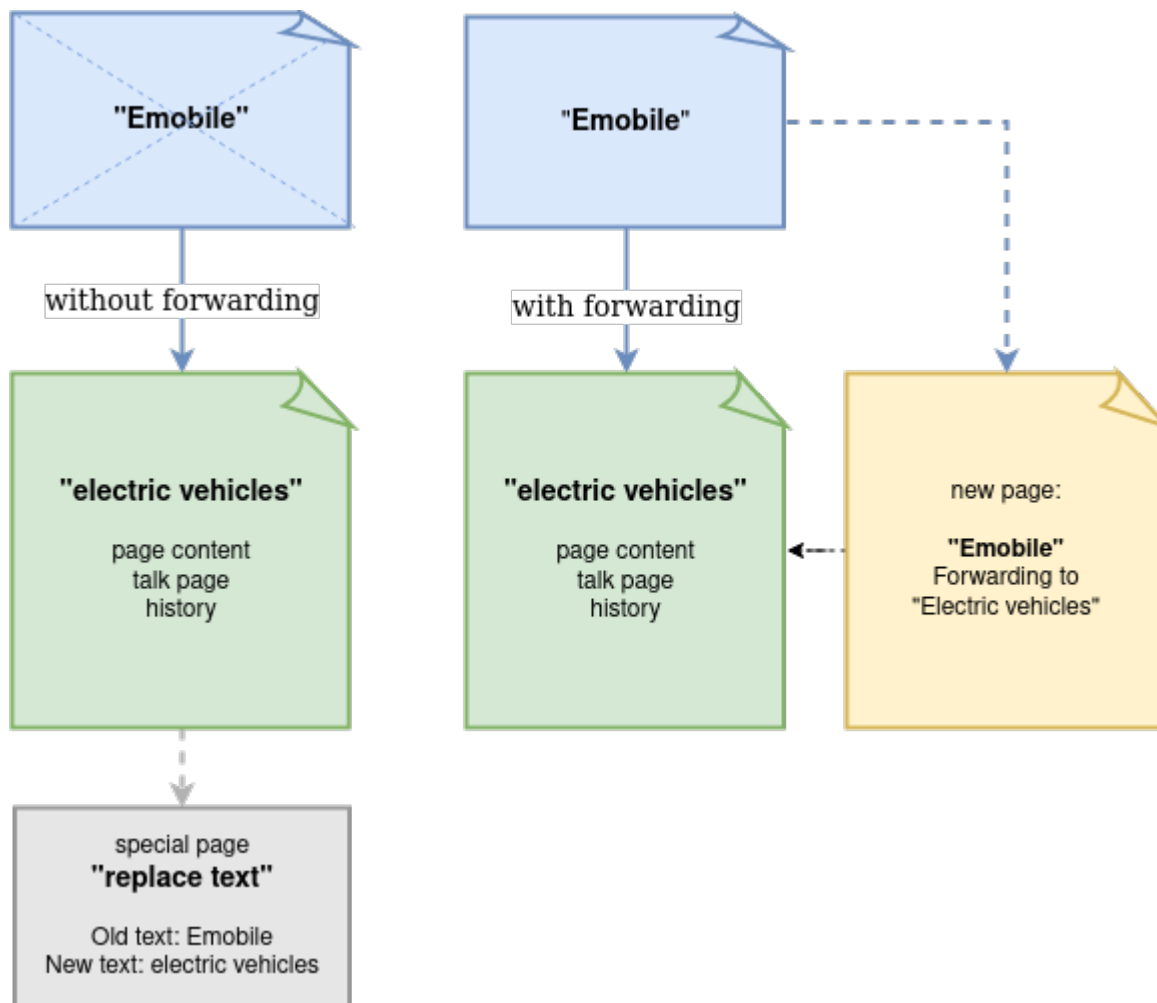 "Emobile"
"Emobile"
without forwarding
with forwarding
"electric vehicles"
page content
talk page
history
"electric vehicles"
page content
talk page
history
new page:
"Emobile"
Forwarding to
"Electric vehicles"
special page
"replace text"
Old text: Emobile
New text: electric vehicles